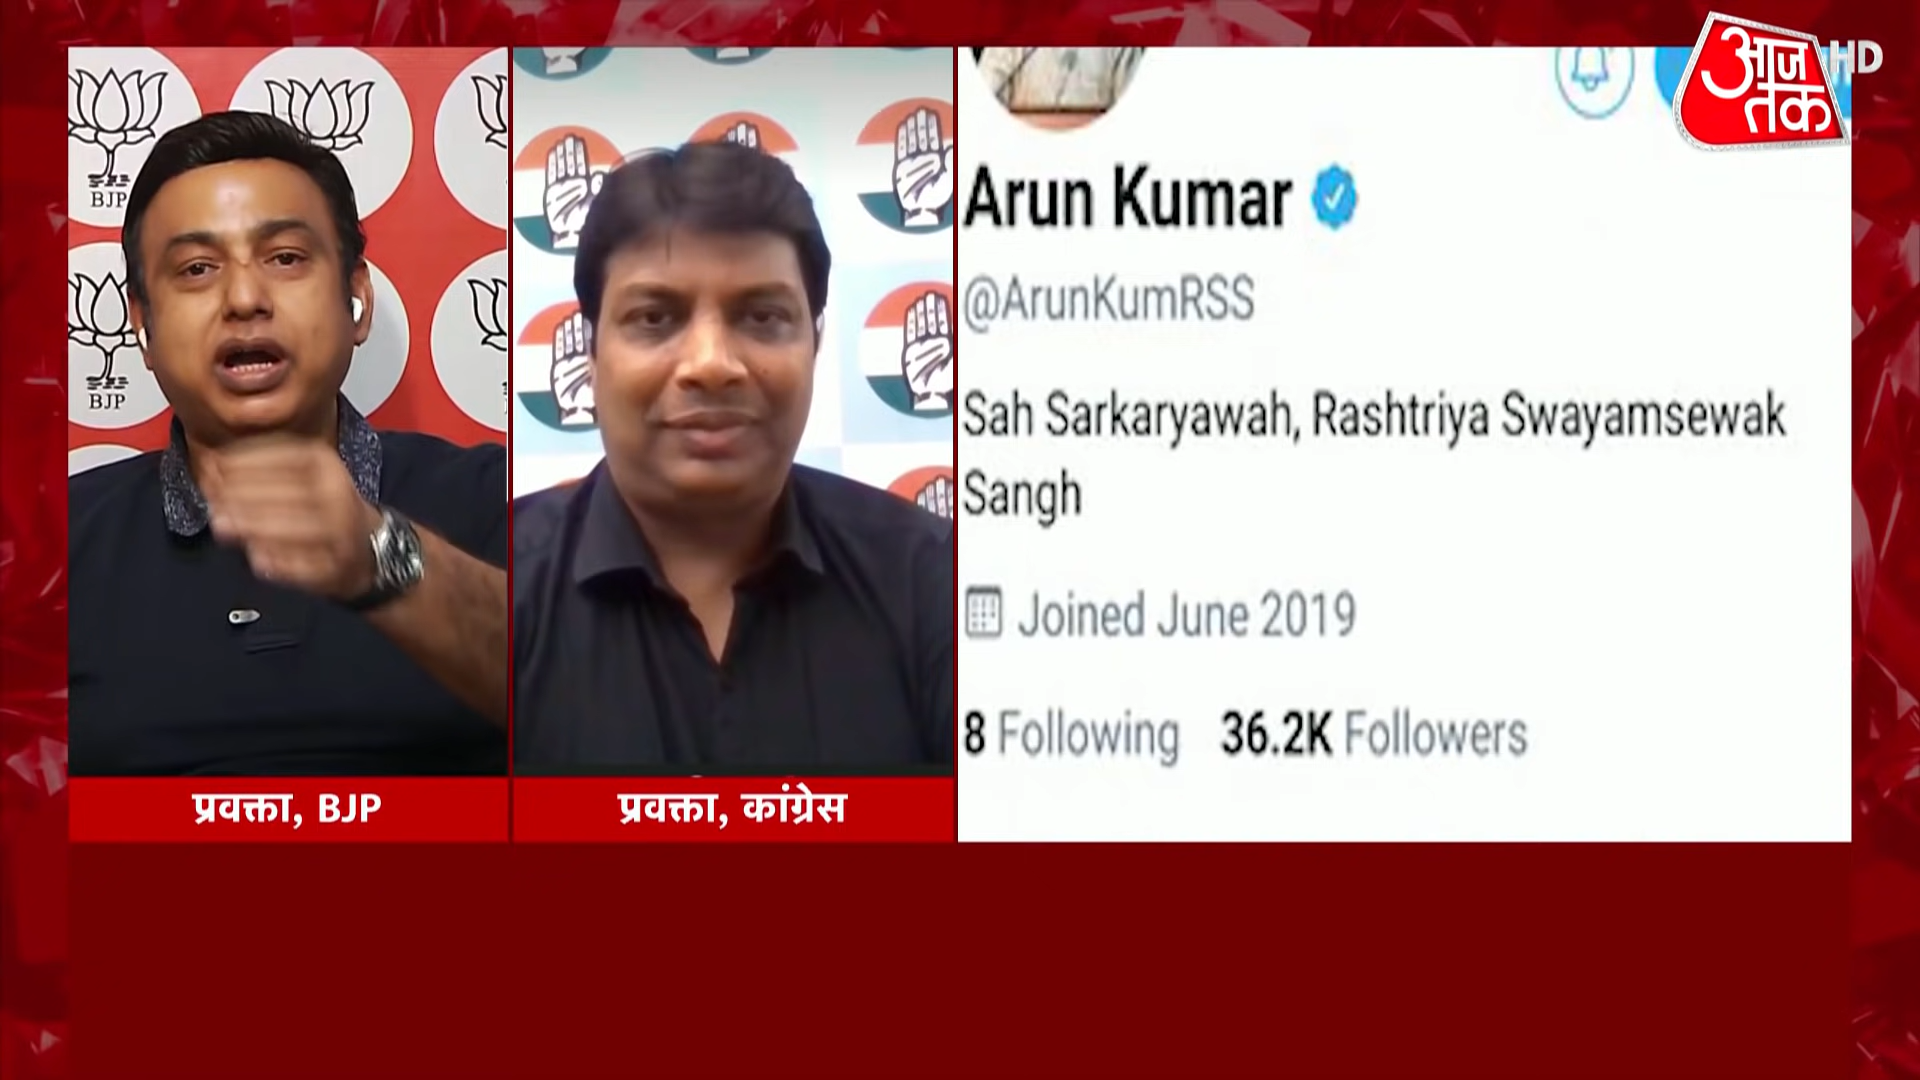 आज
तक
HD
BJP
BJP
Arun Kumar
@ArunKumRSS
Sah Sarkaryawah, Rashtriya Swayamsewak
Sangh
Joined June 2019
8 Following 36.2K Followers
प्रवक्ता, BJP
प्रवक्ता, कांग्रेस